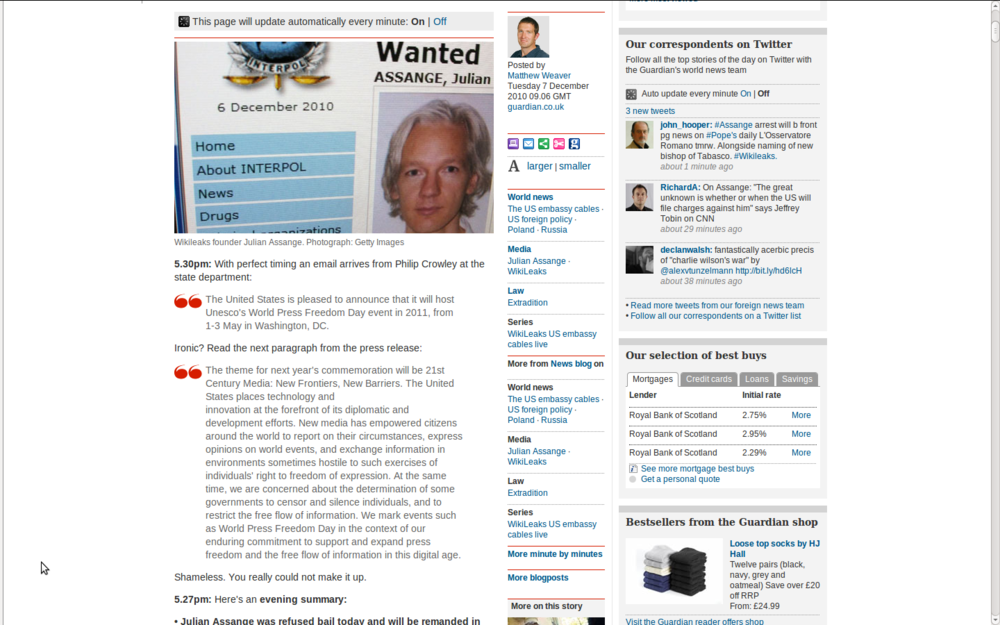 This page will update automatically every minute: On | Off
INTERPOL
Wanted
ASSANGE, Julian
6 December 2010
Home
About INTERPOL
News
Drugs
Wikileaks founder Julian Assange. Photograph: Getty Images
5.30pm: With perfect timing an email arrives from Philip Crowley at the
state department:
The United States is pleased to announce that it will host
Unesco's World Press Freedom Day event in 2011, from
1-3 May in Washington, DC.
Ironic? Read the next paragraph from the press release:
The theme for next year's commemoration will be 21st
Century Media: New Frontiers, New Barriers. The United
States places technology and
innovation at the forefront of its diplomatic and
development efforts. New media has empowered citizens
around the world to report on their circumstances, express
opinions on world events, and exchange information in
environments sometimes hostile to such exercises of
individuals' right to freedom of expression. At the same
time, we are concerned about the determination of some
governments to censor and silence individuals, and to
restrict the free flow of information. We mark events such
as World Press Freedom Day in the context of our
enduring commitment to support and expand press
freedom and the free flow of information in this digital age.
Shameless. You really could not make it up.
5.27pm: Here's an evening summary:
• Julian Assange was refused bail today and will be remanded in
Posted by
Matthew Weaver
Tuesday 7 December
2010 09.06 GMT
guardian.co.uk
A larger | smaller
World news
The US embassy cables ·
US foreign policy ·
Poland · Russia
Media
Julian Assange ·
WikiLeaks
Law
Extradition
Series
WikiLeaks US embassy
cables live
More from News blog on
World news
The US embassy cables ·
US foreign policy ·
Poland · Russia
Media
Julian Assange ·
WikiLeaks
Law
Extradition
Series
WikiLeaks US embassy
cables live
More minute by minutes
More blogposts
More on this story
Our correspondents on Twitter
Follow all the top stories of the day on Twitter with
the Guardian's world news team
Auto update every minute On | Off
3 new tweets
john_hooper: #Assange arrest will b front
pg news on #Pope's daily L'Osservatore
Romano tmrw. Alongside naming of new
bishop of Tabasco. #Wikileaks.
about 1 minute ago
RichardA: On Assange: "The great
unknown is whether or when the US will
file charges against him" says Jeffrey
Tobin on CNN
about 29 minutes ago
declanwalsh: fantastically acerbic precis
of "charlie wilson's war" by
@alexvtunzelmann http://bit.ly/hd6lcH
about 38 minutes ago
• Read more tweets from our foreign news team
• Follow all our correspondents on a Twitter list
Our selection of best buys
Mortgages Credit cards Loans Savings
Lender Initial rate
Royal Bank of Scotland 2.75% More
Royal Bank of Scotland 2.95% More
Royal Bank of Scotland 2.29% More
See more mortgage best buys
Get a personal quote
Bestsellers from the Guardian shop
Loose top socks by HJ
Hall
Twelve pairs (black,
navy, grey and
oatmeal) Save over £20
off RRP
From: £24.99
Visit the Guardian reader offers shop